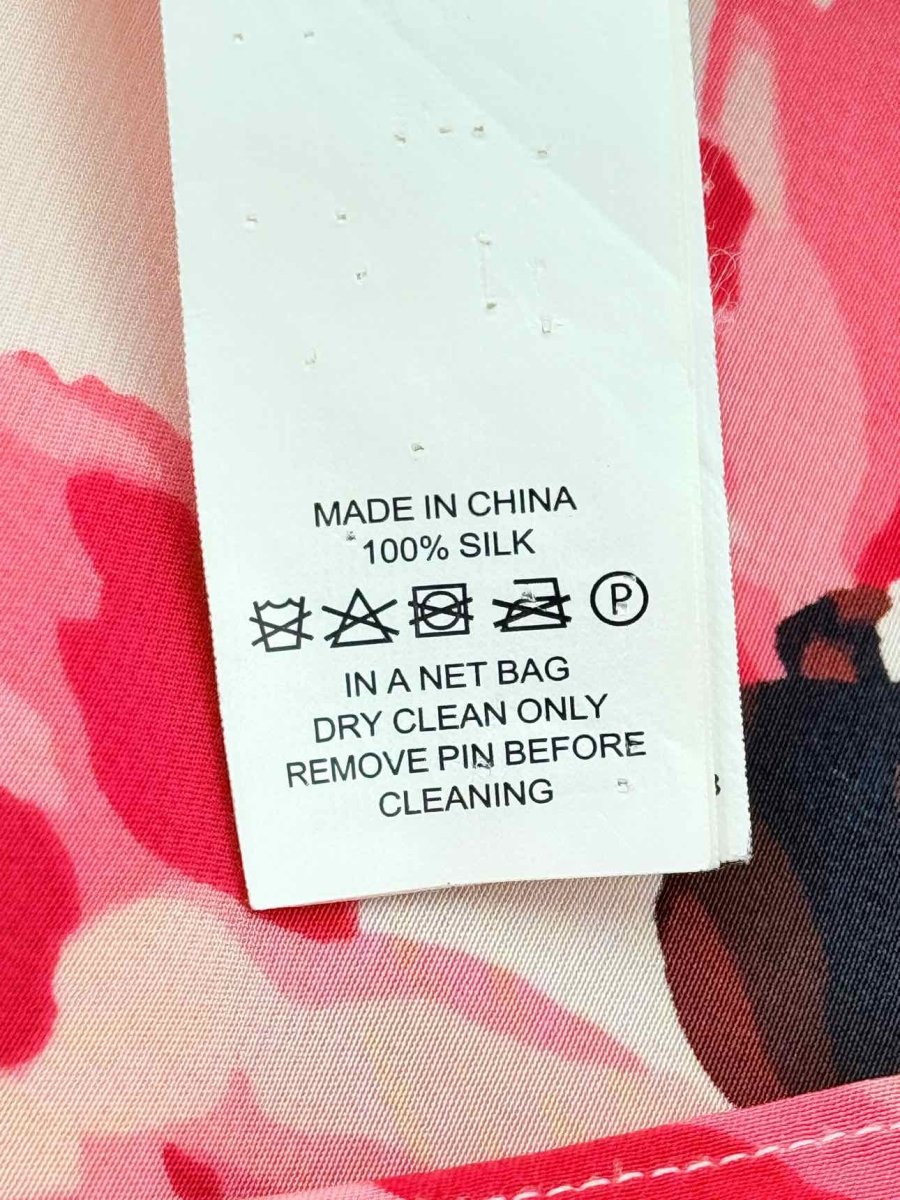 MADE IN CHINA
100% SILK
P
IN A NET BAG
DRY CLEAN ONLY
REMOVE PIN BEFORE
CLEANING